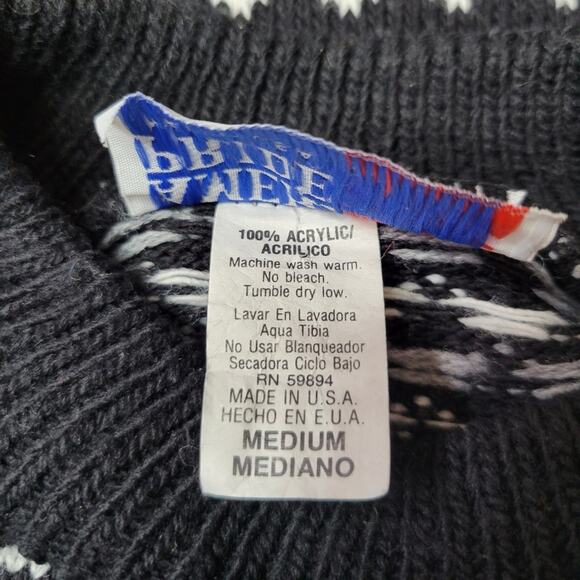 PRIDE
100% ACRYLIC/
ACRILICO
Machine wash warm.
No bleach.
Tumble dry low.
Lavar En Lavadora
Aqua Tibia
No Usar Blanqueador
Secadora Ciclo Bajo
RN 59894
MADE IN U.S.A.
HECHO EN E.U.A.
MEDIUM
MEDIANO